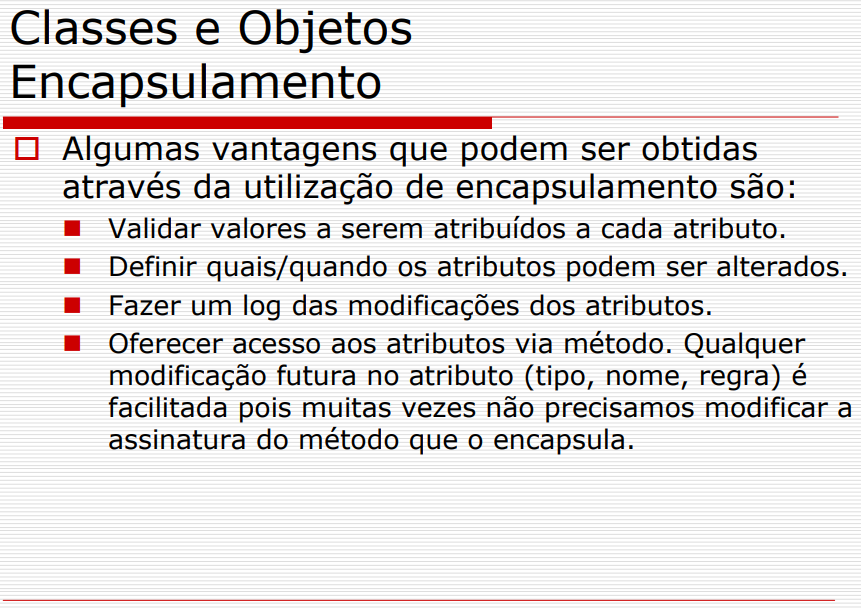 Classes e Objetos
Encapsulamento
Algumas vantagens que podem ser obtidas
através da utilização de encapsulamento são:
Validar valores a serem atribuídos a cada atributo.
Definir quais/quando os atributos podem ser alterados.
Fazer um log das modificações dos atributos.
Oferecer acesso aos atributos via método. Qualquer
modificação futura no atributo (tipo, nome, regra) é
facilitada pois muitas vezes não precisamos modificar a
assinatura do método que o encapsula.